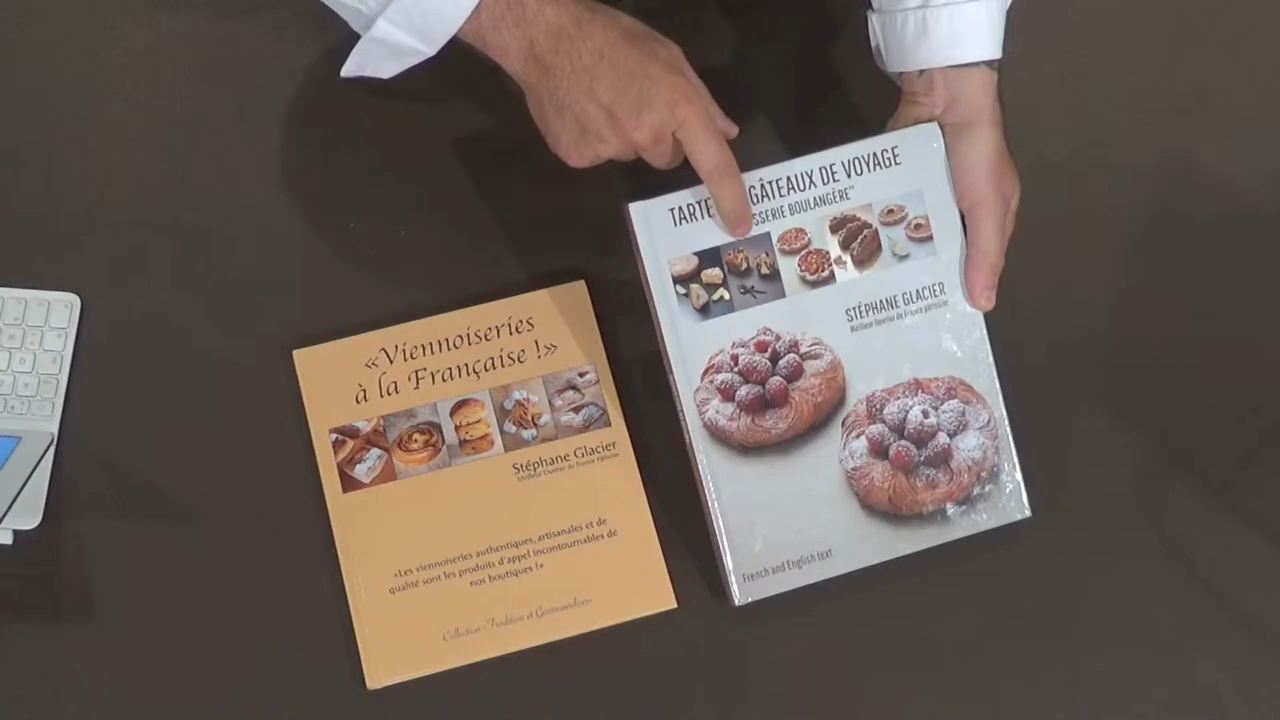 «Viennoiseries
à la Française !»
Stéphane Glacier
Meilleur Ouvrier de France Pâtissier
«Les viennoiseries authentiques, artisanales et de
qualité sont les produits d'appel incontournables de
nos boutiques !»
Collection Tradition et Gourmandises
TARTE GÂTEAUX DE VOYAGE
SSERIE BOULANGÈRE"
STÉPHANE GLACIER
Meilleur Ouvrier de France pâtissier
French and English text